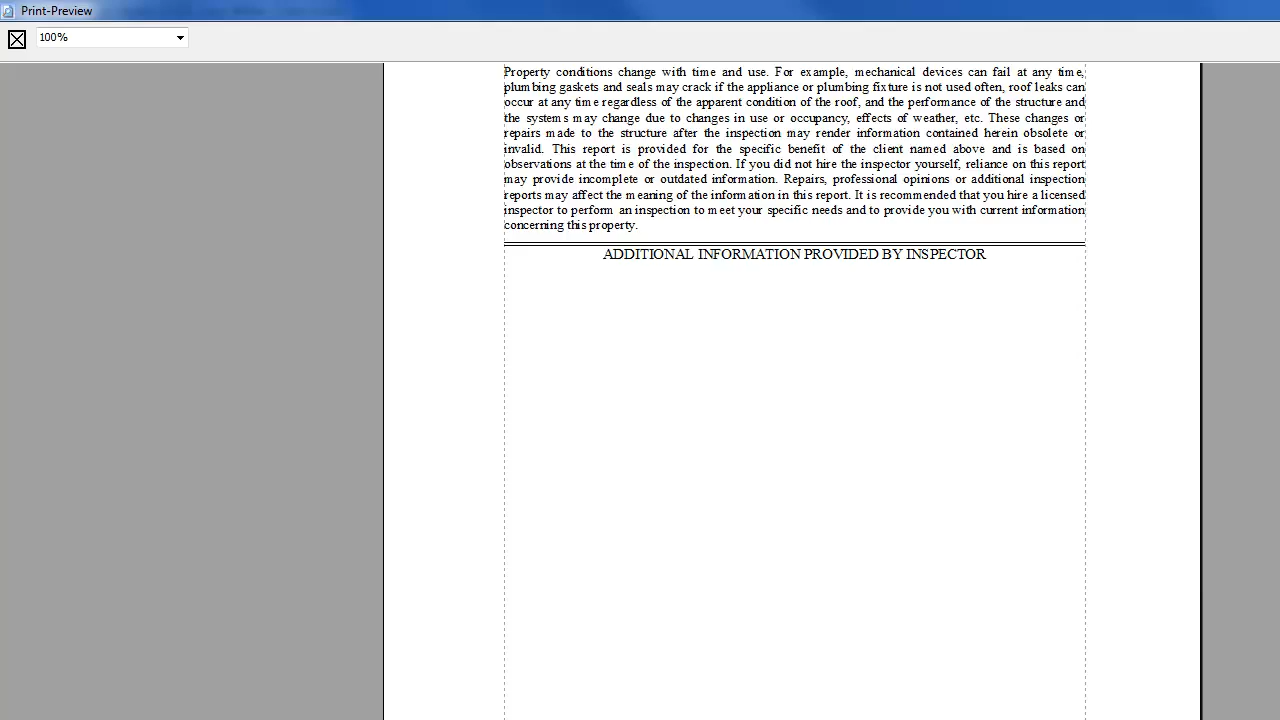 Print-Preview
100%
Property conditions change with time and use. For example, mechanical devices can fail at any time,
plumbing gaskets and seals may crack if the appliance or plumbing fixture is not used often, roof leaks can
occur at any time regardless of the apparent condition of the roof, and the performance of the structure and
the systems may change due to changes in use or occupancy, effects of weather, etc. These changes or
repairs made to the structure after the inspection may render information contained herein obsolete or
invalid. This report is provided for the specific benefit of the client named above and is based on
observations at the time of the inspection. If you did not hire the inspector yourself, reliance on this report
may provide incomplete or outdated information. Repairs, professional opinions or additional inspection
reports may affect the meaning of the information in this report. It is recommended that you hire a licensed
inspector to perform an inspection to meet your specific needs and to provide you with current information
concerning this property.
ADDITIONAL INFORMATION PROVIDED BY INSPECTOR